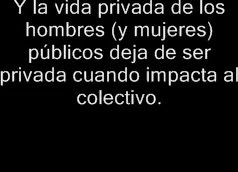 Y la vida privada de los
hombres (y mujeres)
públicos deja de ser
privada cuando impacta al
colectivo.